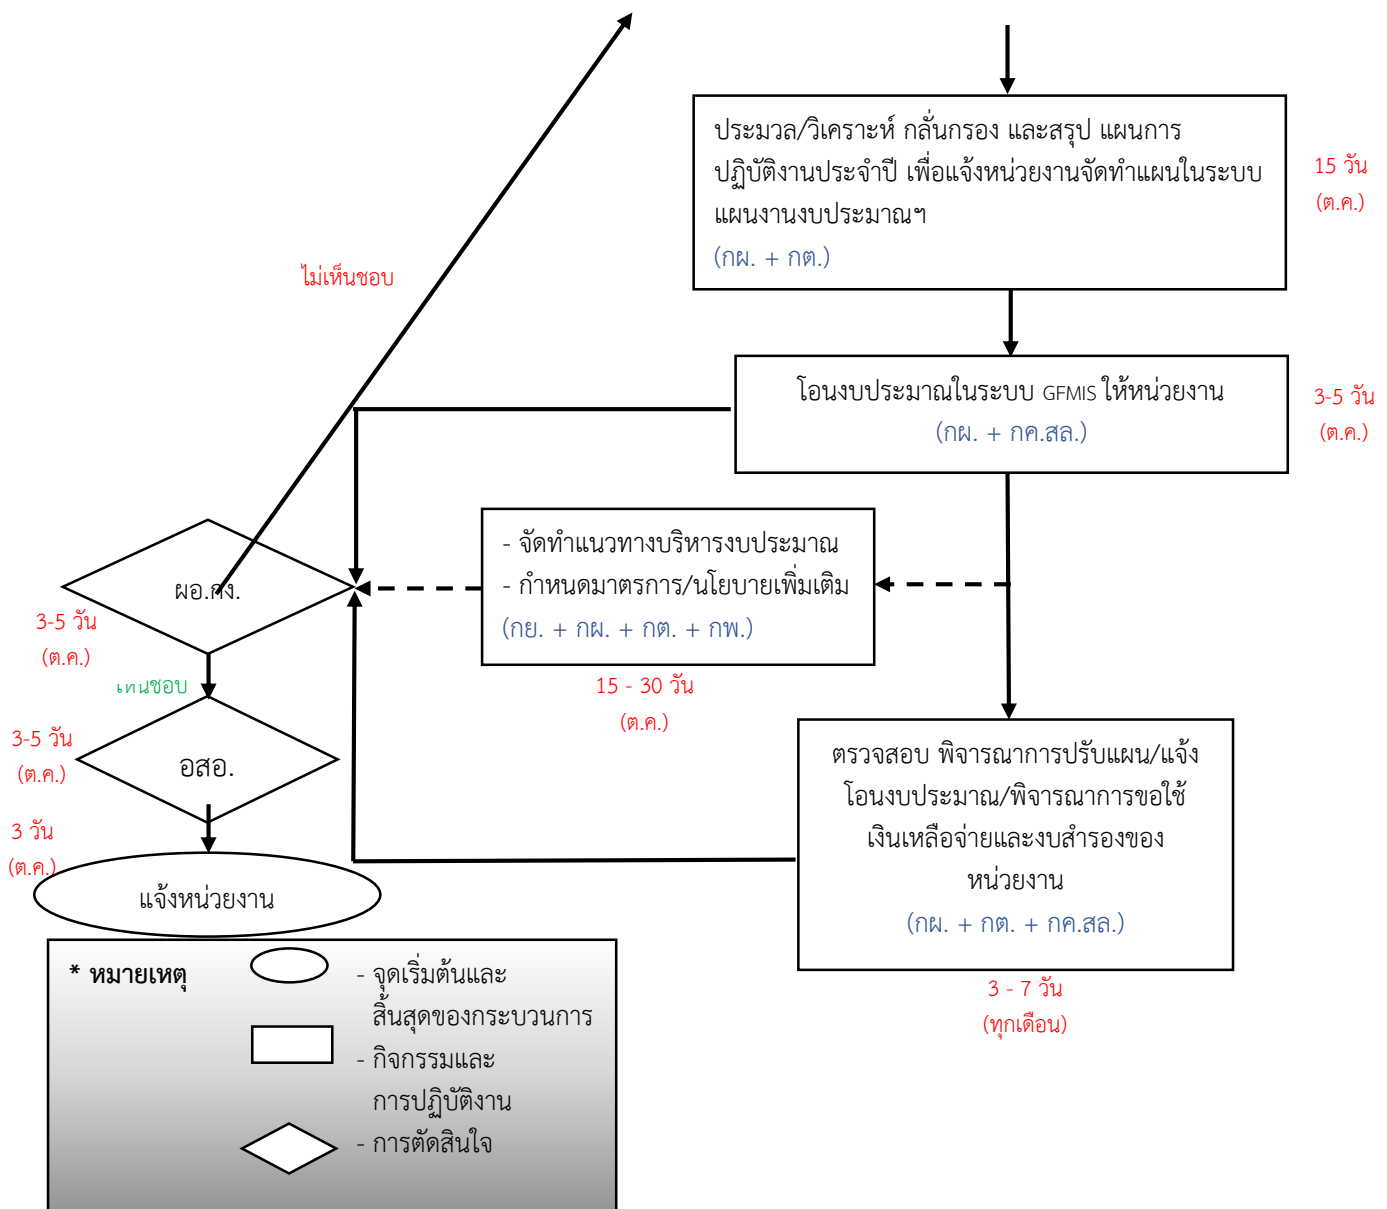 ประมวล/วิเคราะห์ กลั่นกรอง และสรุป แผนการ
ปฏิบัติงานประจำปี เพื่อแจ้งหน่วยงานจัดทำแผนในระบบ
แผนงานงบประมาณฯ
(กผ. + กต.)
15 วัน
(ต.ค.)
ไม่เห็นชอบ
โอนงบประมาณในระบบ GFMIS ให้หน่วยงาน
(กผ. + กค.สล.)
3-5 วัน
(ต.ค.)
- จัดทำแนวทางบริหารงบประมาณ
- กำหนดมาตรการ/นโยบายเพิ่มเติม
(กย. + กผ. + กต. + กพ.)
15 - 30 วัน
(ต.ค.)
ผอ.กง.
3-5 วัน
(ต.ค.)
เหนชอบ
อสอ.
3-5 วัน
(ต.ค.)
3 วัน
(ต.ค.)
แจ้งหน่วยงาน
ตรวจสอบ พิจารณาการปรับแผน/แจ้ง
โอนงบประมาณ/พิจารณาการขอใช้
เงินเหลือจ่ายและงบสำรองของ
หน่วยงาน
(กผ. + กต. + กค.สล.)
3 - 7 วัน
(ทุกเดือน)
* หมายเหตุ
- จุดเริ่มต้นและ
สิ้นสุดของกระบวนการ
- กิจกรรมและ
การปฏิบัติงาน
- การตัดสินใจ